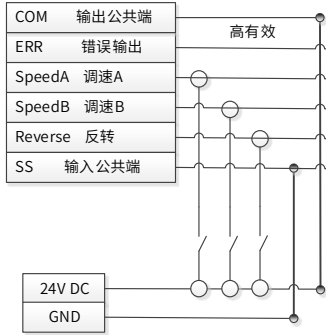 COM 输出公共端
高有效
ERR 错误输出
SpeedA 调速A
SpeedB 调速B
Reverse 反转
SS 输入公共端
24V DC
GND